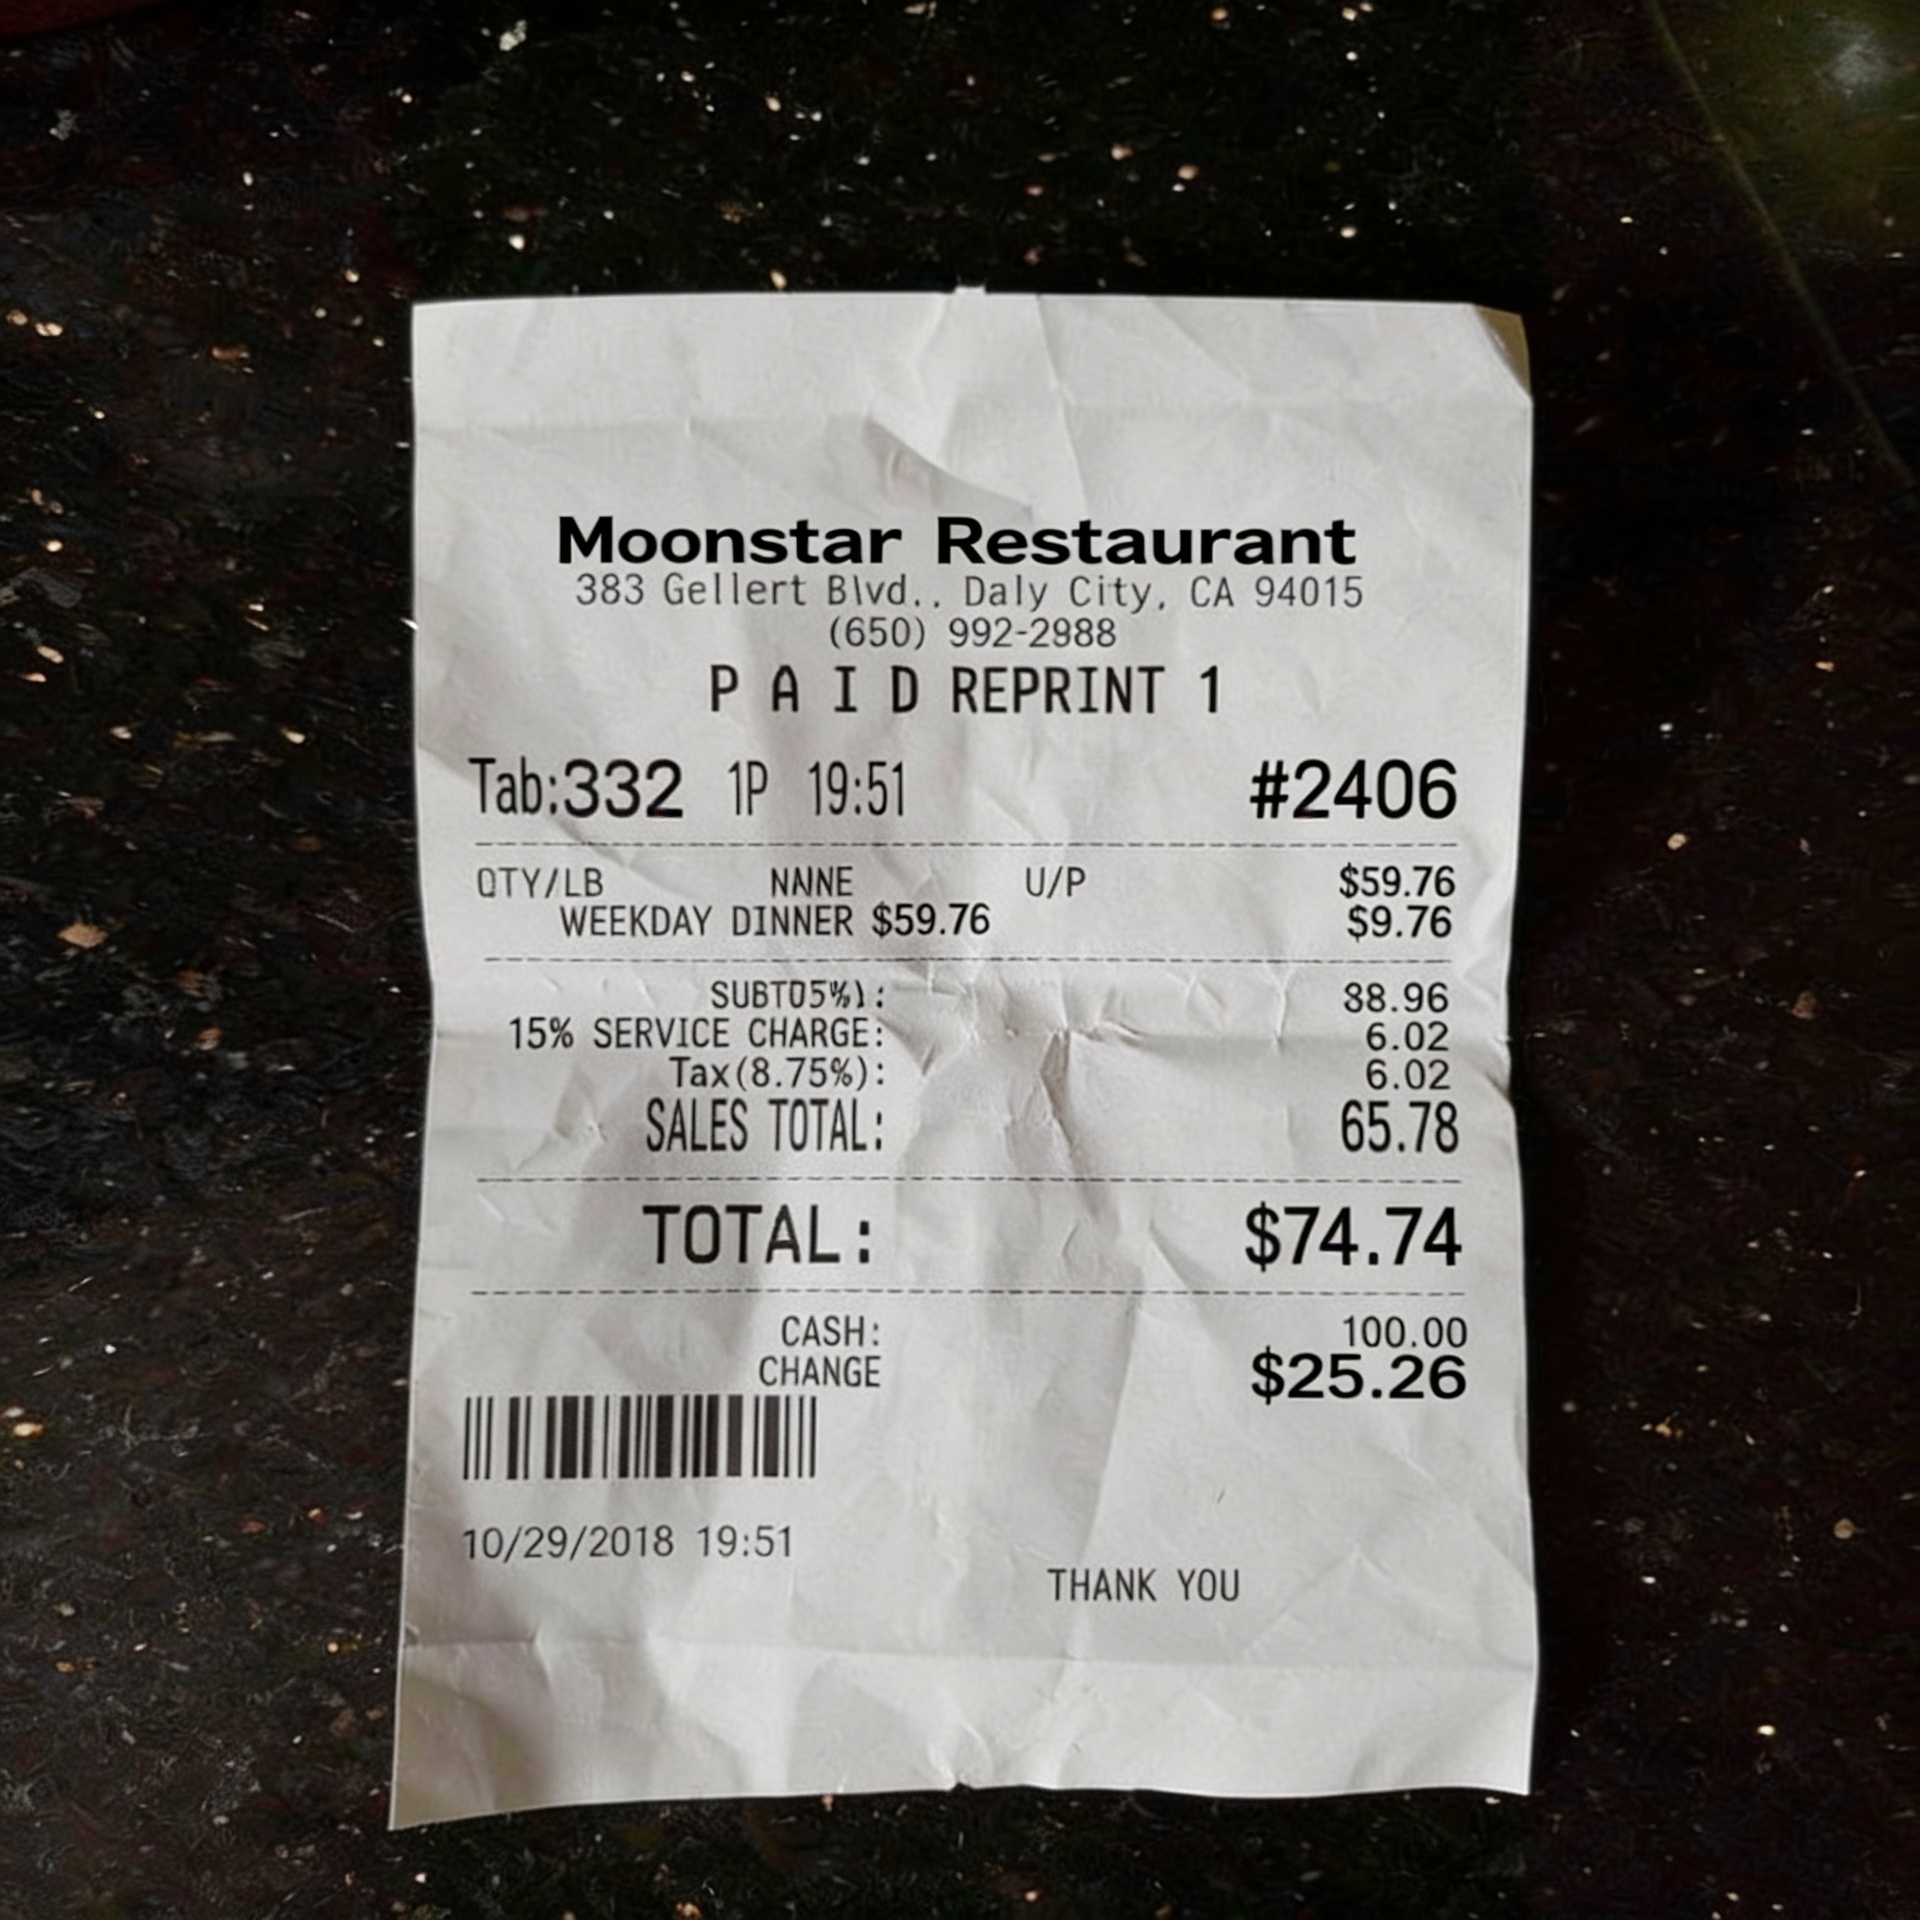 Moonstar Restaurant
383 Gellert Blvd., Daly City, CA 94015
(650) 992-2988
P A I D REPRINT 1
Tab:332 1P 19:51 #2406
QTY/LB NAINE U/P $59.76
WEEKDAY DINNER $59.76 $9.76
SUBTO5%): 38.96
15% SERVICE CHARGE: 6.02
Tax(8.75%): 6.02
SALES TOTAL: 65.78
TOTAL: $74.74
CASH: 100.00
CHANGE $25.26
10/29/2018 19:51
THANK YOU